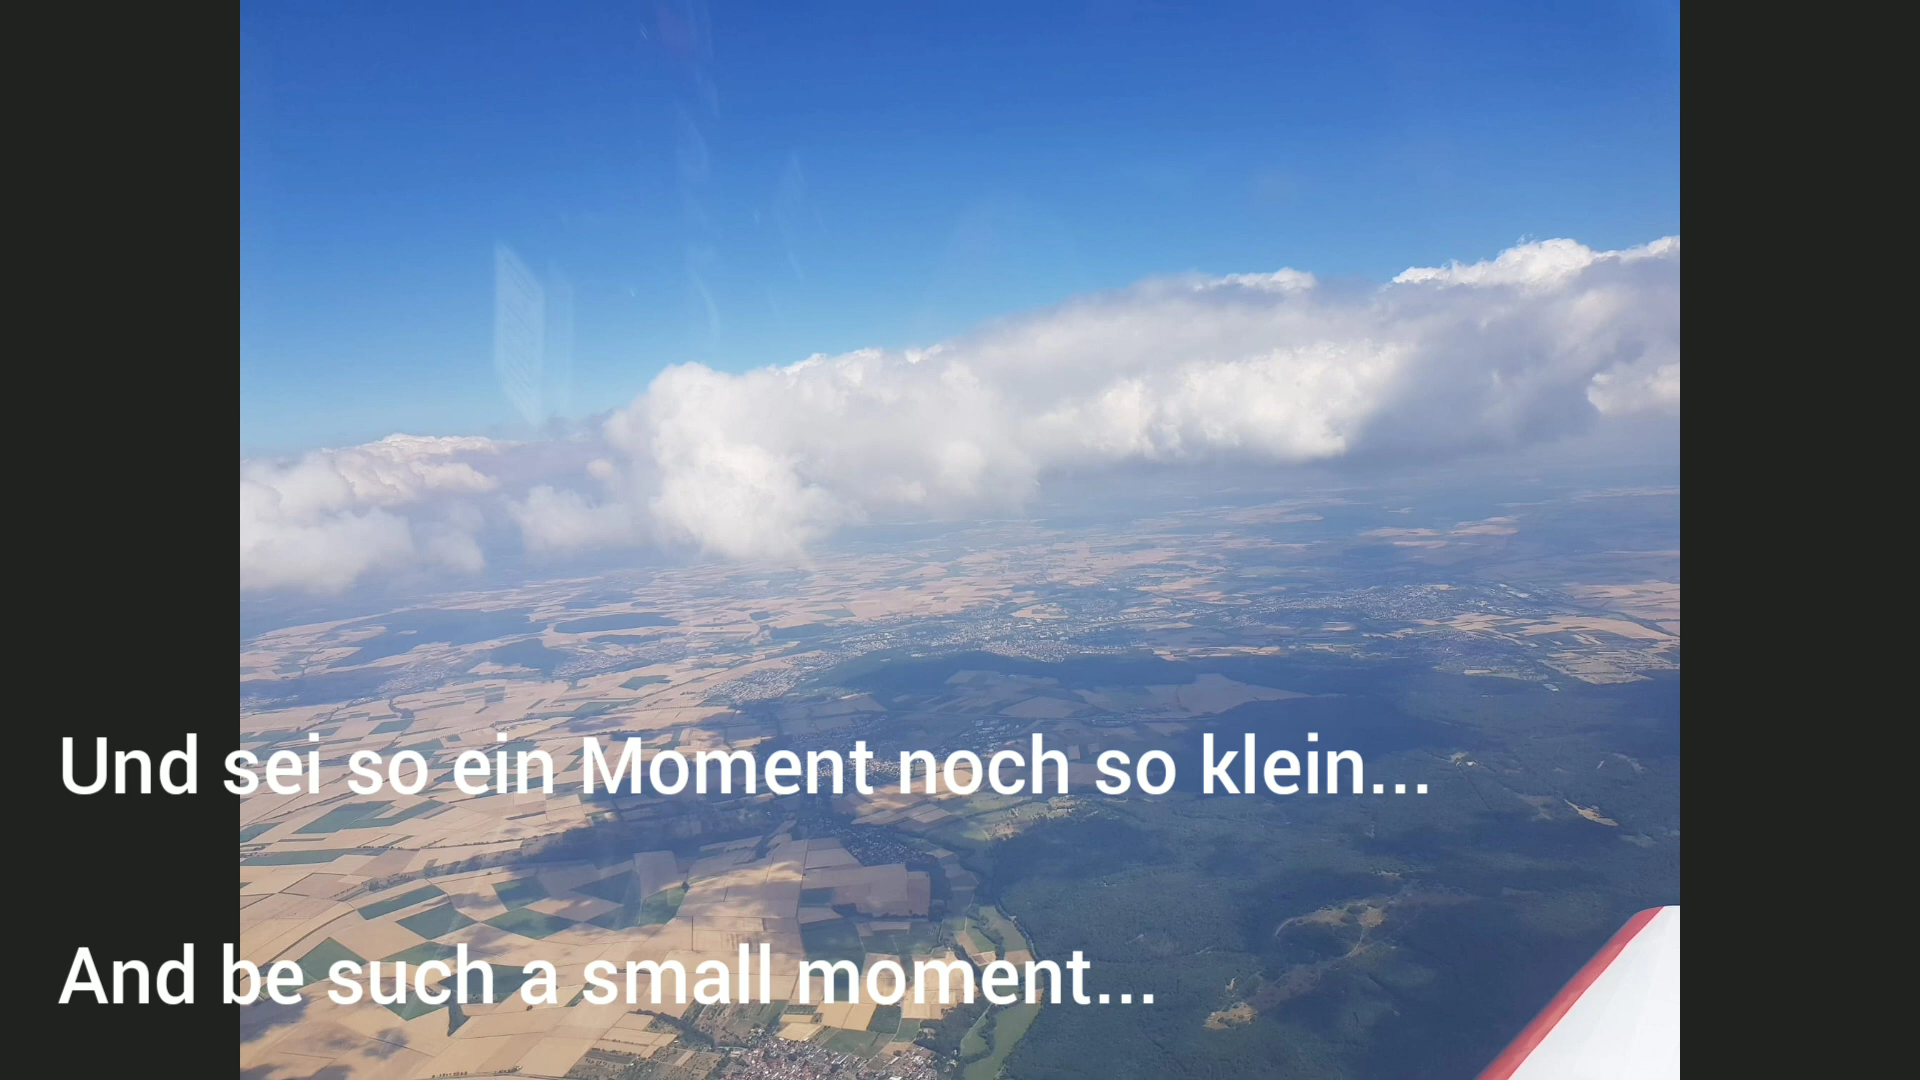 Und sei so ein Moment noch so klein...
And be such a small moment...